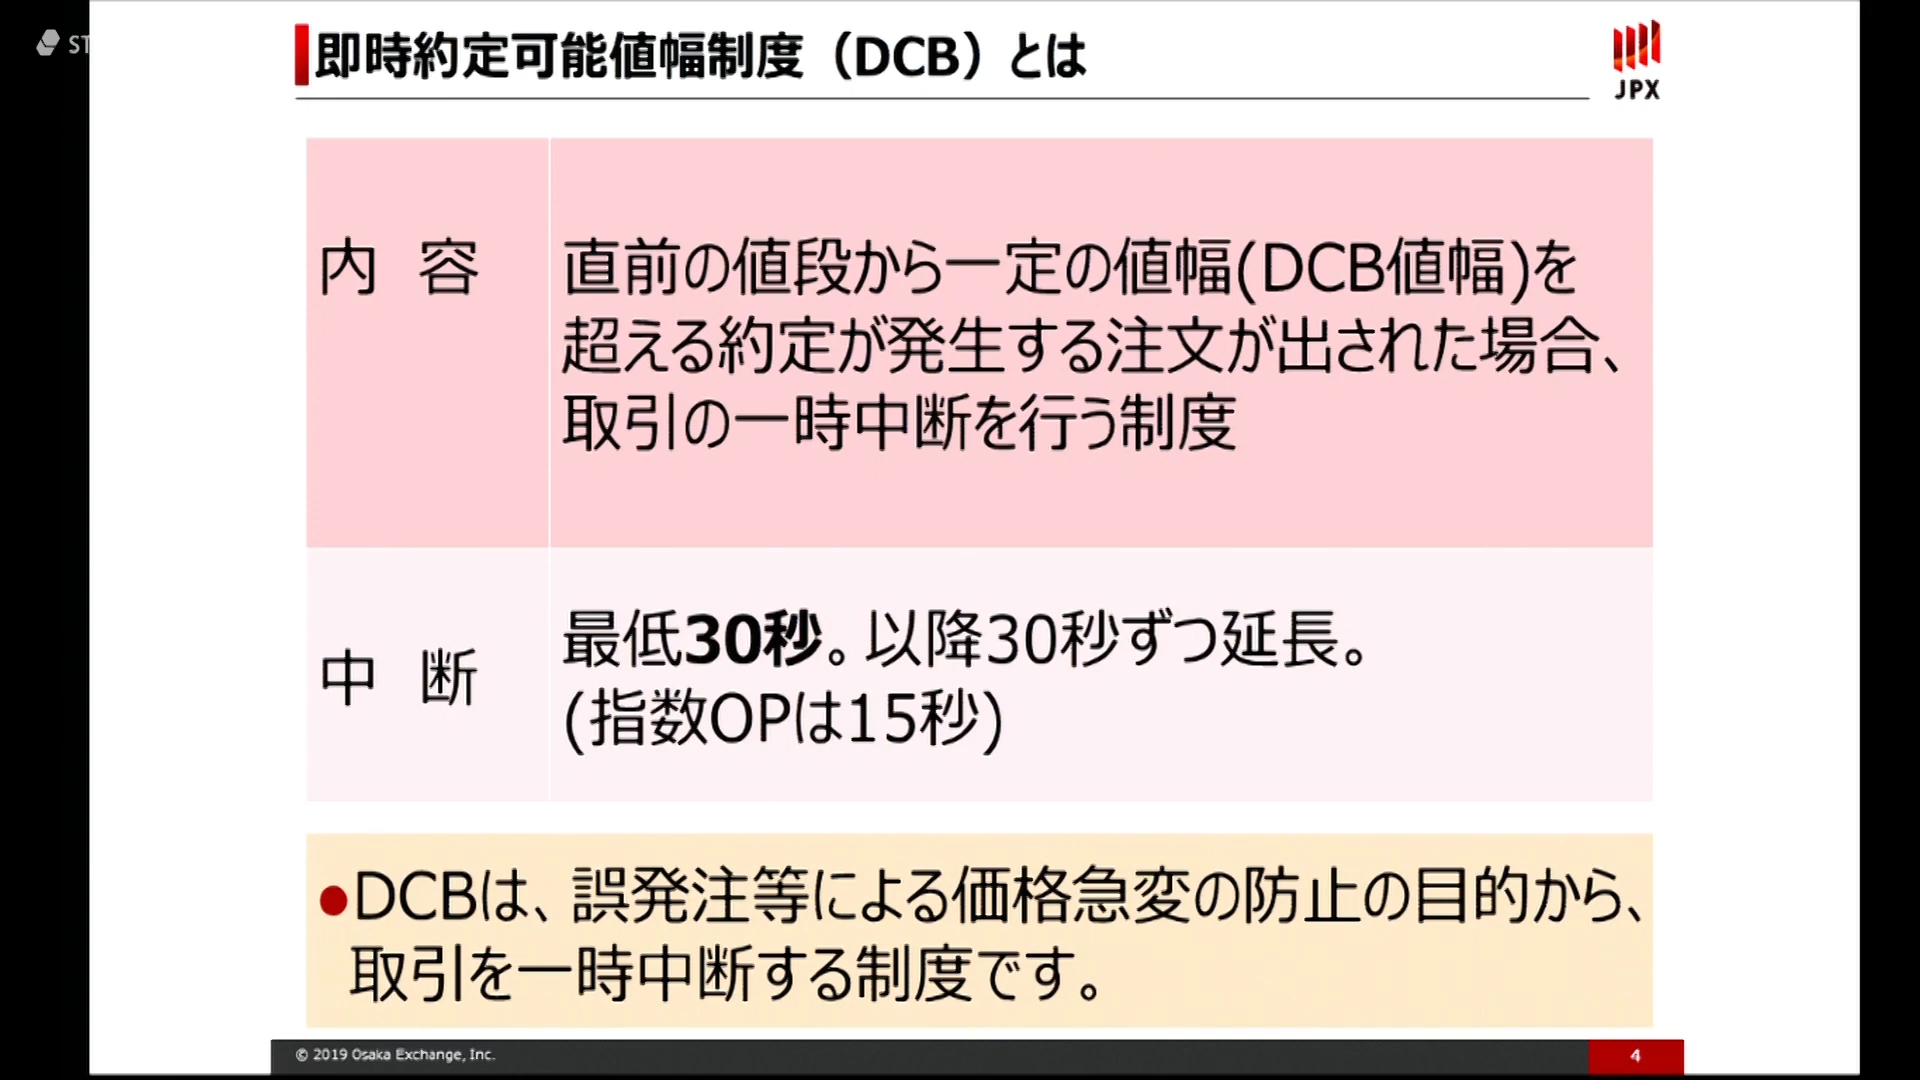 ST
即時約定可能値幅制度（DCB）とは
JPX
内 容
直前の値段から一定の値幅(DCB値幅)を
超える約定が発生する注文が出された場合、
取引の一時中断を行う制度
中 断
最低30秒。以降30秒ずつ延長。
(指数OPは15秒)
●DCBは、誤発注等による価格急変の防止の目的から、
取引を一時中断する制度です。
© 2019 Osaka Exchange, Inc.
4